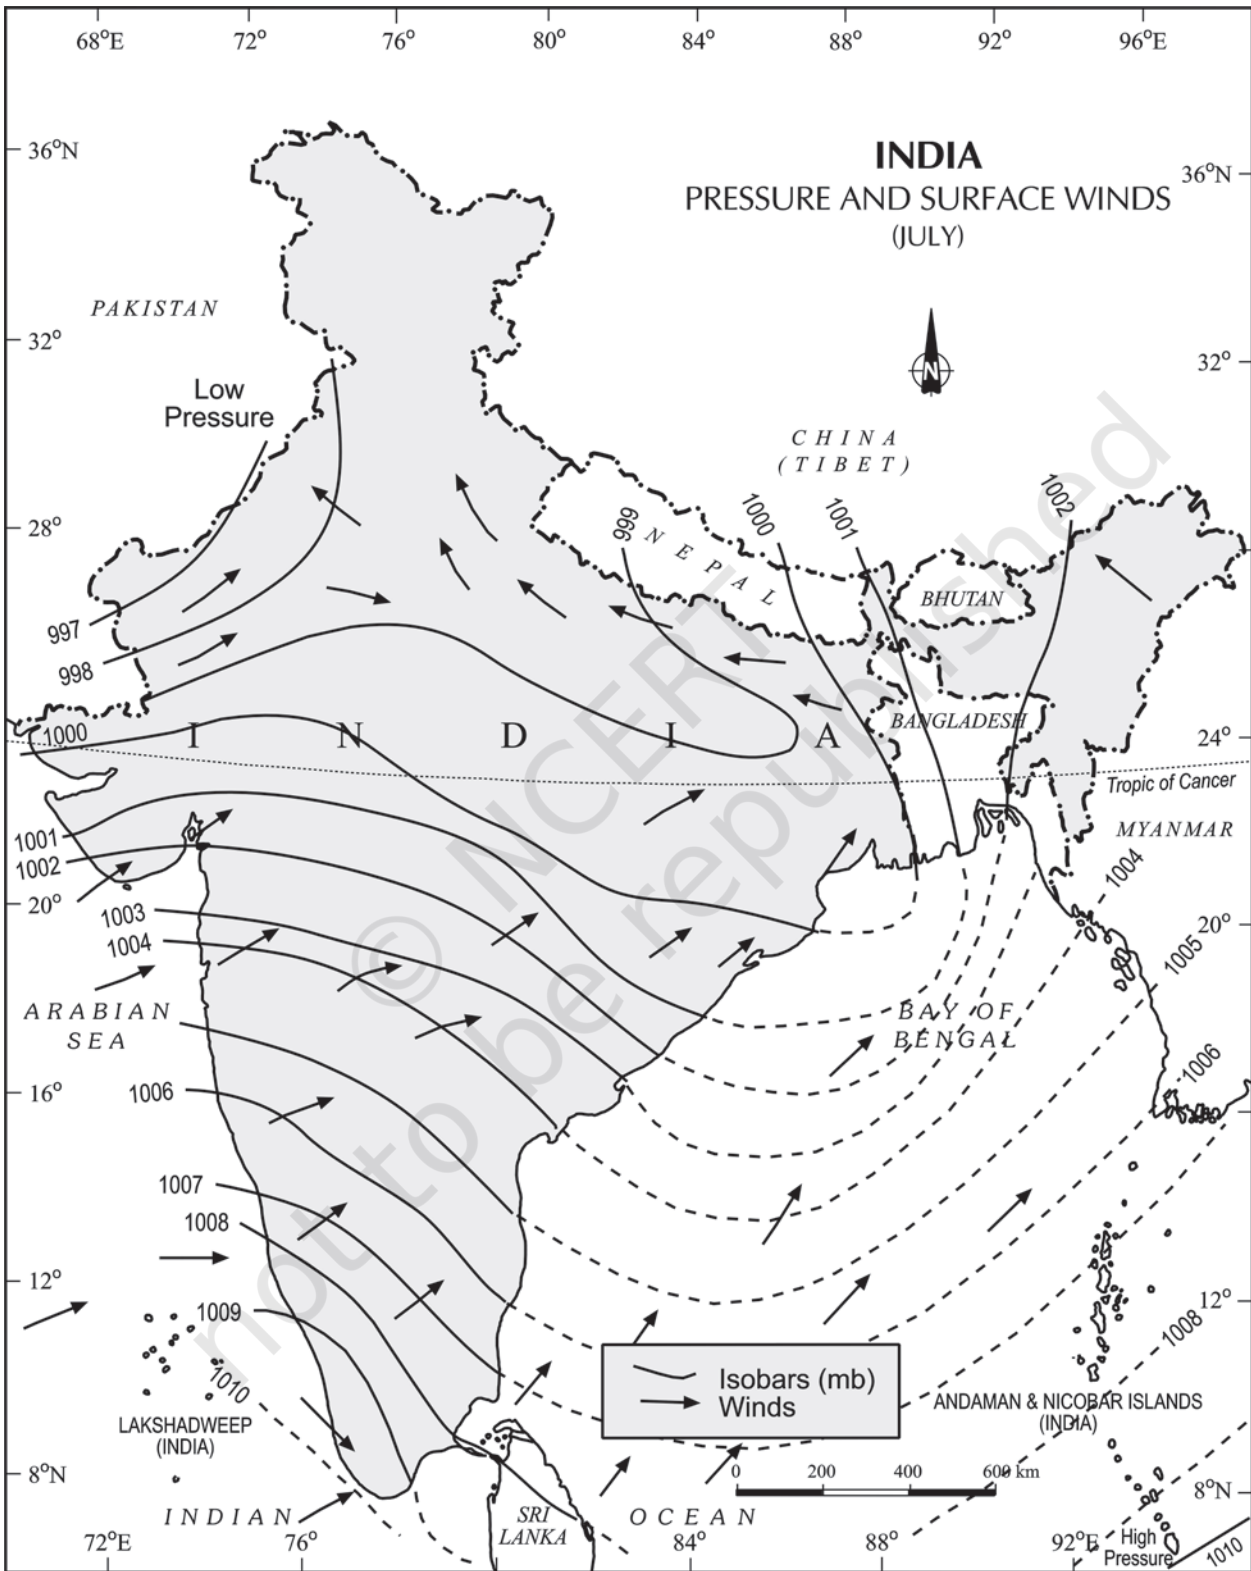 68°E 72° 76° 80° 84° 88° 92° 96°E
36°N
INDIA
PRESSURE AND SURFACE WINDS
(JULY)
36°N
PAKISTAN
32°
32°
N
Low
Pressure
CHINA
(TIBET)
28°
28°
999
1000
1001
1002
NEPAL
BHUTAN
997
998
BANGLADESH
1000
I N D I A
24°
Tropic of Cancer
MYANMAR
1001
1002
1003
1004
20°
20°
1004
1005
1006
ARABIAN
SEA
BAY OF
BENGAL
16°
16°
1006
1007
1008
1009
1010
12°
12°
1008
Isobars (mb)
Winds
LAKSHADWEEP
(INDIA)
ANDAMAN & NICOBAR ISLANDS
(INDIA)
8°N
8°N
0 200 400 600 km
INDIAN OCEAN
SRI
LANKA
High
Pressure
1010
72°E 76° 84° 88° 92°E
© NCERT
not to be republished